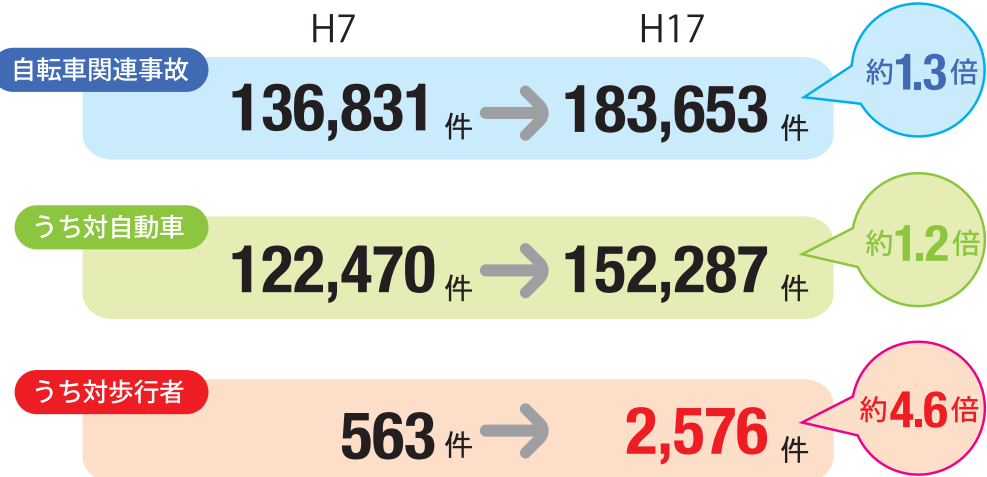 H7 H17
自転車関連事故
136,831 件 → 183,653 件
約1.3倍
うち対自動車
122,470 件 → 152,287 件
約1.2倍
うち対歩行者
563 件 → 2,576 件
約4.6倍